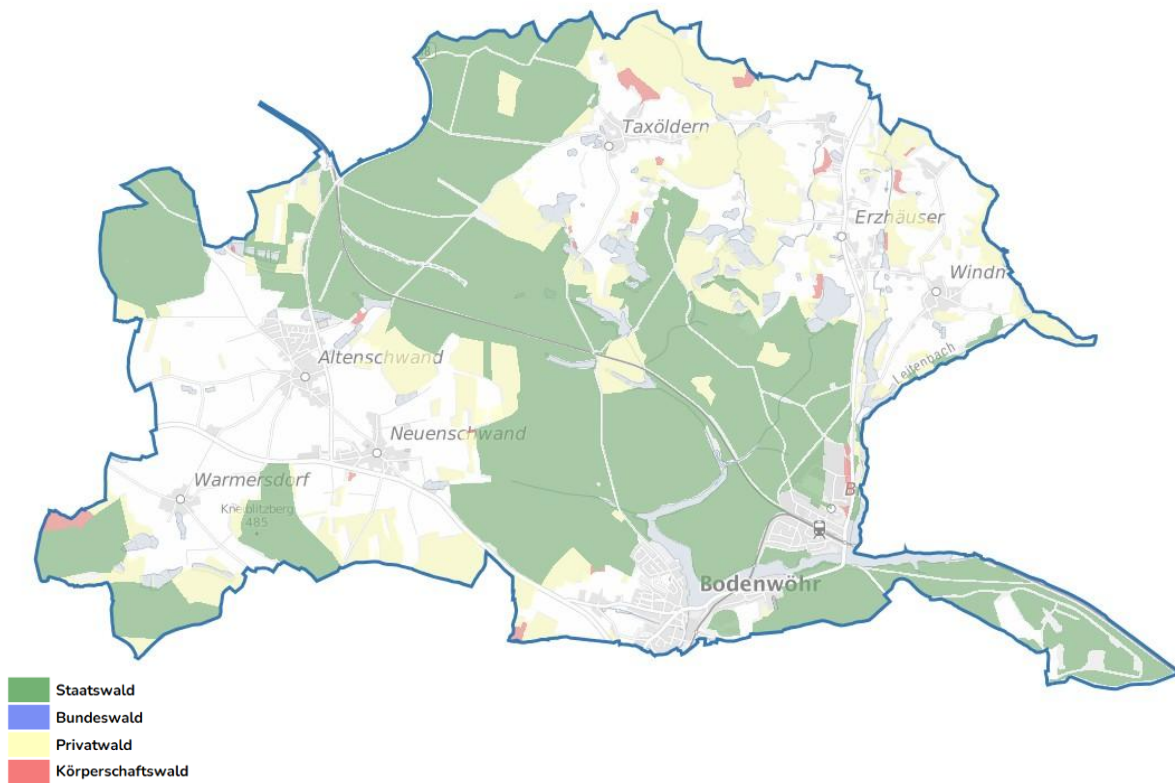 Taxöldern
Erzhäuser
Windn
Leitenbach
Altenschwand
Neuenschwand
Warmersdorf
Kneiblitzberg
485
B
Bodenwöhr
Staatswald
Bundeswald
Privatwald
Körperschaftswald